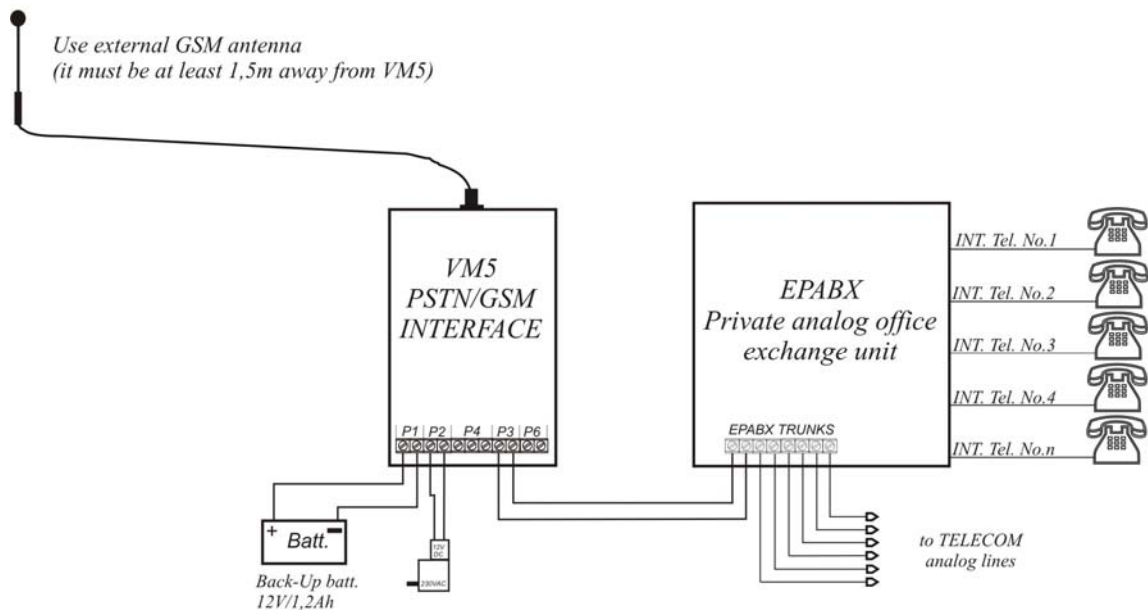 Use external GSM antenna
(it must be at least 1,5m away from VM5)
VM5
PSTN/GSM
INTERFACE
P1 P2 P4 P3 P6
EPABX
Private analog office
exchange unit
EPABX TRUNKS
INT. Tel. No.1
INT. Tel. No.2
INT. Tel. No.3
INT. Tel. No.4
INT. Tel. No.n
+ Batt. -
Back-Up batt.
12V/1,2Ah
12V
DC
230VAC
to TELECOM
analog lines